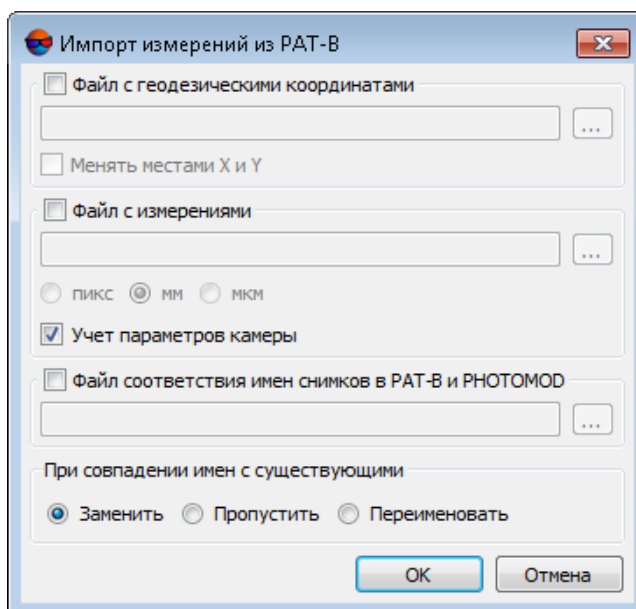 Импорт измерений из PAT-B
Файл с геодезическими координатами
...
Менять местами X и Y
Файл с измерениями
...
пикс мм мкм
Учет параметров камеры
Файл соответствия имен снимков в PAT-B и PHOTOMOD
...
При совпадении имен с существующими
Заменить Пропустить Переименовать
OK Отмена